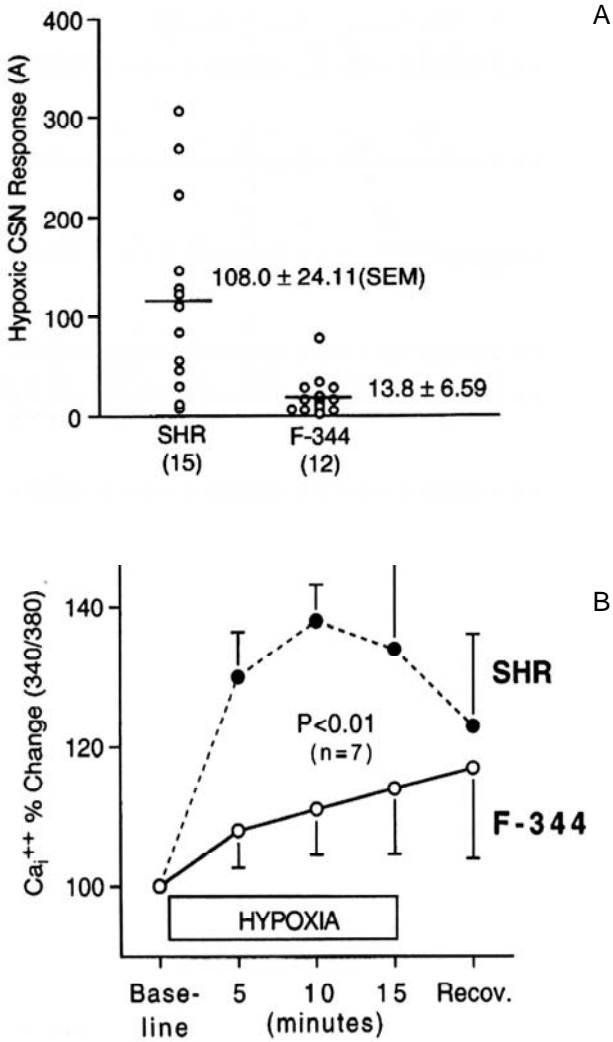 A
400
300
200
100
0
Hypoxic CSN Response (A)
108.0 ± 24.11(SEM)
13.8 ± 6.59
SHR
(15)
F-344
(12)
B
140
120
100
Caᵢ⁺⁺ % Change (340/380)
SHR
P<0.01
(n=7)
F-344
HYPOXIA
Base-
line
5
10
15
Recov.
(minutes)